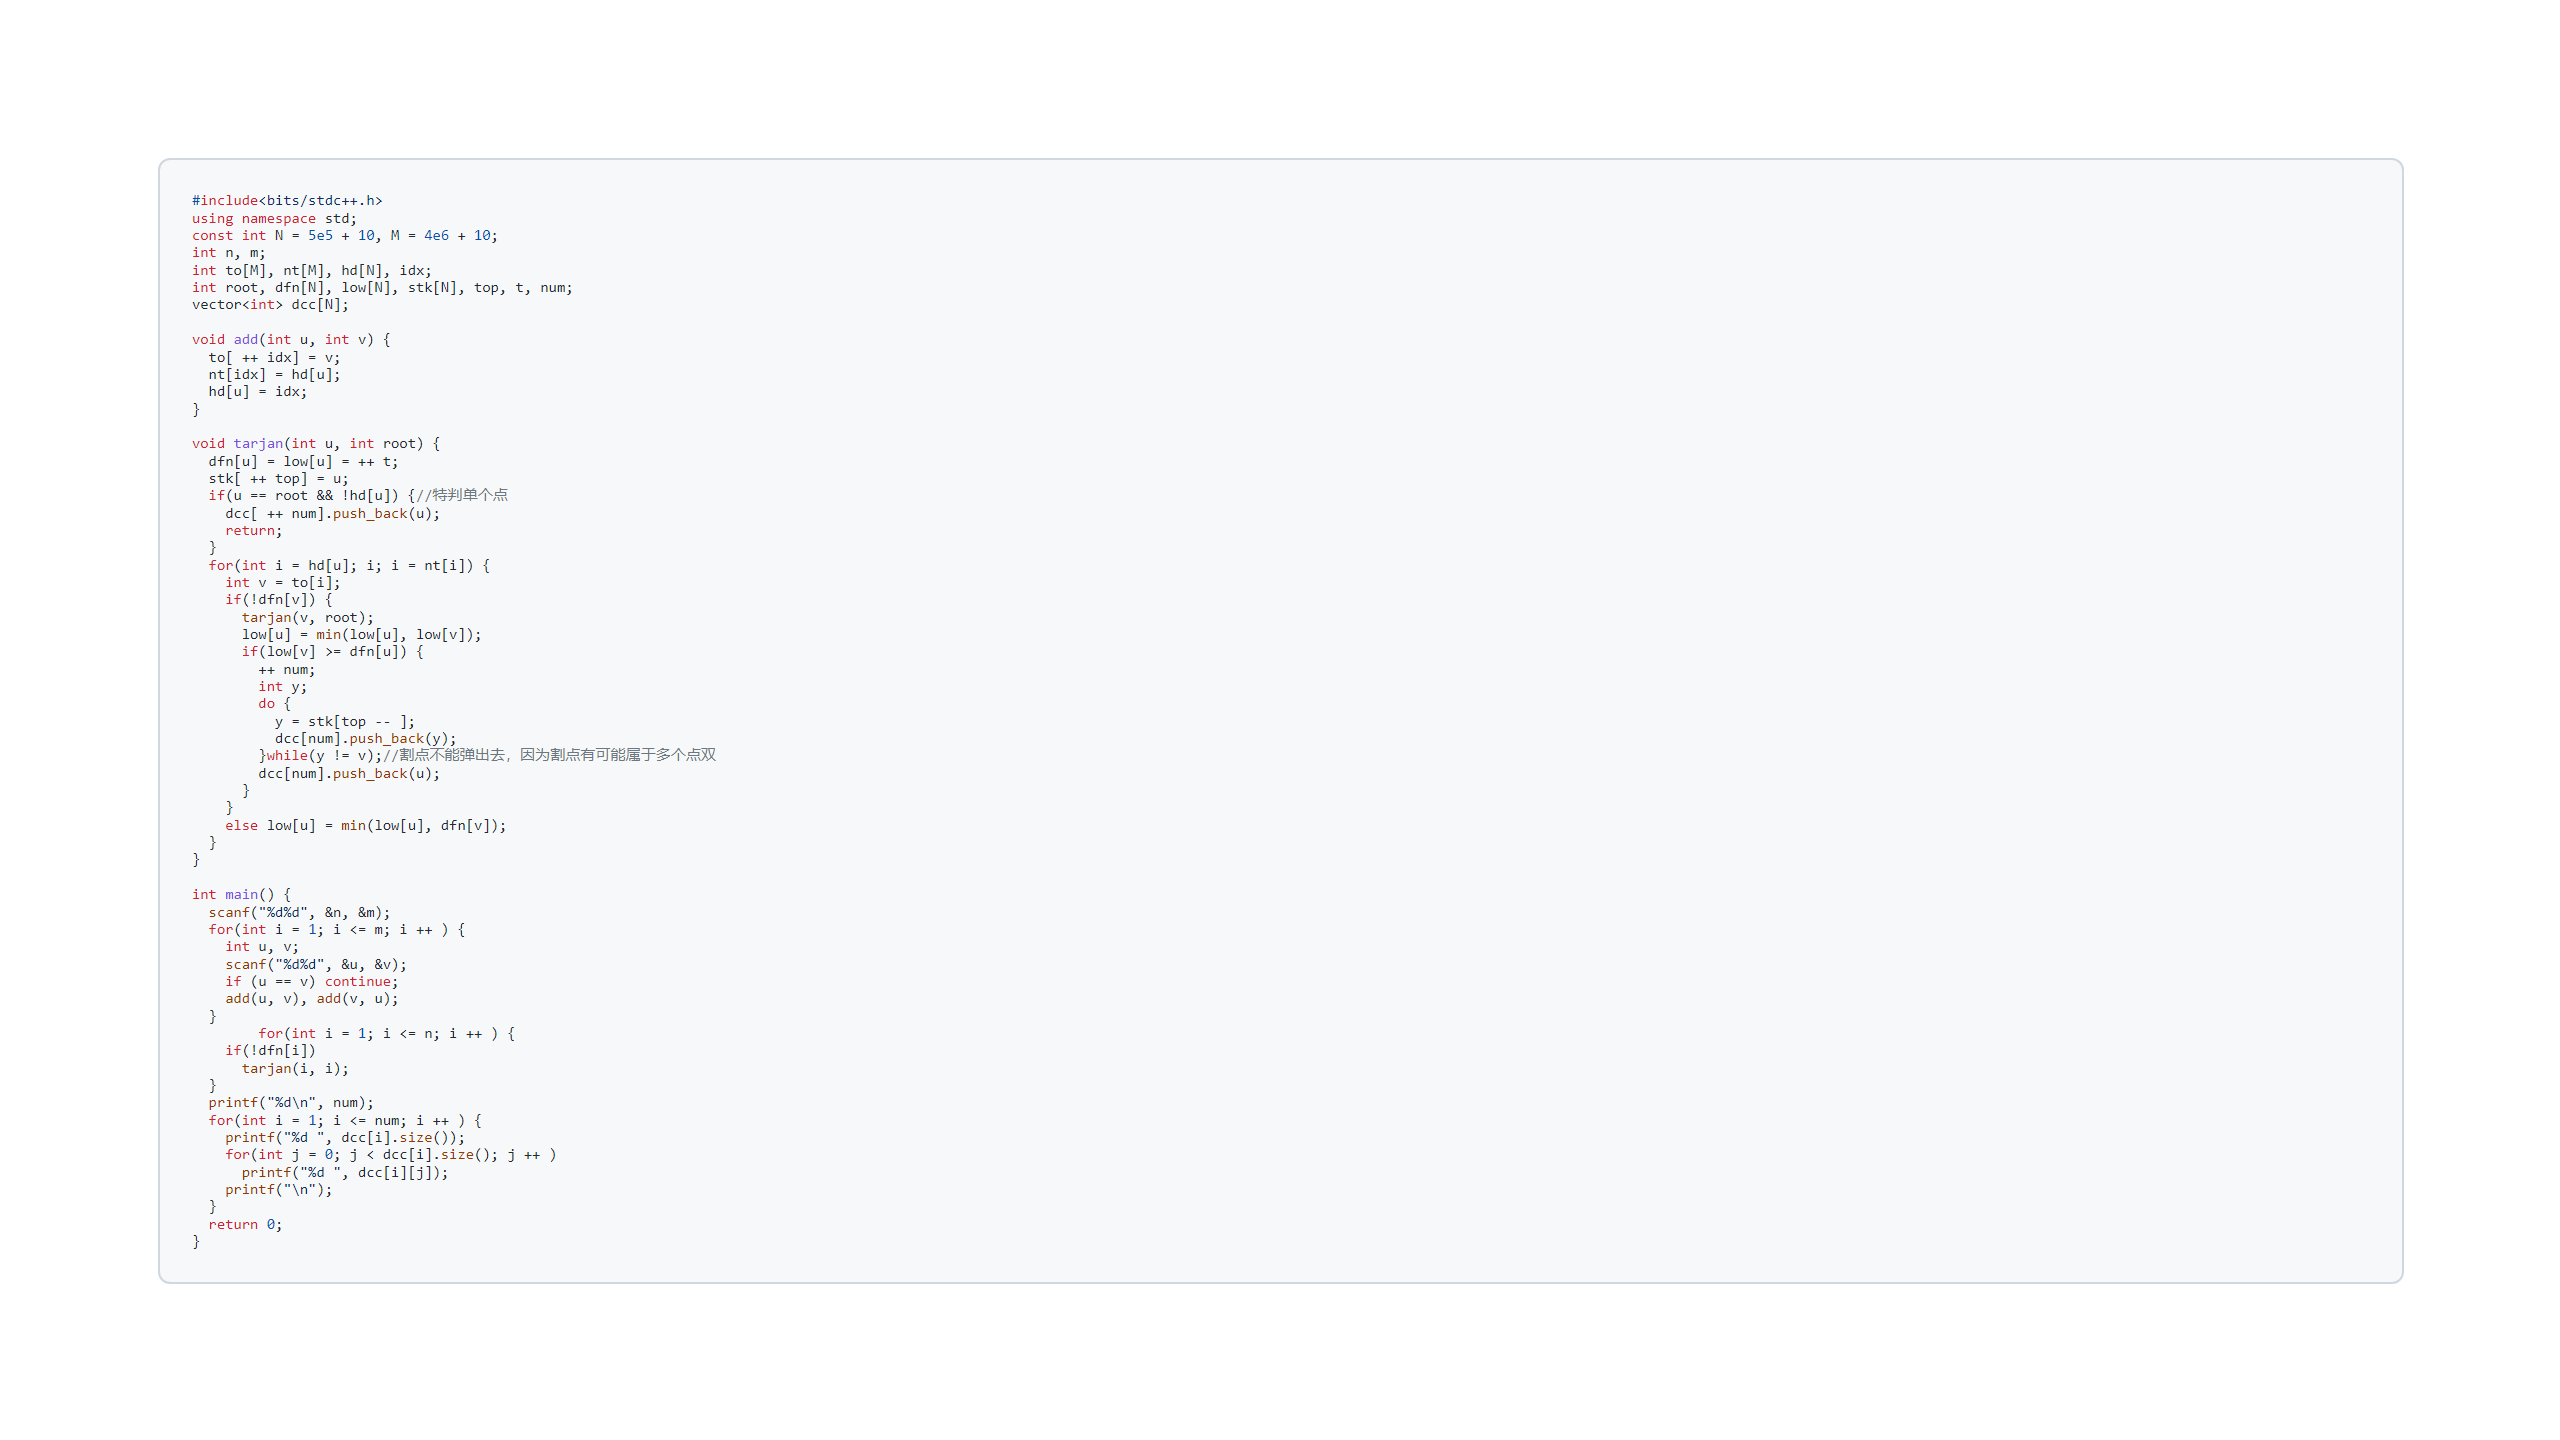 #include<bits/stdc++.h>
using namespace std;
const int N = 5e5 + 10, M = 4e6 + 10;
int n, m;
int to[M], nt[M], hd[N], idx;
int root, dfn[N], low[N], stk[N], top, t, num;
vector<int> dcc[N];

void add(int u, int v) {
  to[ ++ idx] = v;
  nt[idx] = hd[u];
  hd[u] = idx;
}

void tarjan(int u, int root) {
  dfn[u] = low[u] = ++ t;
  stk[ ++ top] = u;
  if(u == root && !hd[u]) {//特判单个点
    dcc[ ++ num].push_back(u);
    return;
  }
  for(int i = hd[u]; i; i = nt[i]) {
    int v = to[i];
    if(!dfn[v]) {
      tarjan(v, root);
      low[u] = min(low[u], low[v]);
      if(low[v] >= dfn[u]) {
        ++ num;
        int y;
        do {
          y = stk[top -- ];
          dcc[num].push_back(y);
        }while(y != v);//割点不能弹出去，因为割点有可能属于多个点双
        dcc[num].push_back(u);
      }
    }
    else low[u] = min(low[u], dfn[v]);
  }
}

int main() {
  scanf("%d%d", &n, &m);
  for(int i = 1; i <= m; i ++ ) {
    int u, v;
    scanf("%d%d", &u, &v);
    if (u == v) continue;
    add(u, v), add(v, u);
  }
        for(int i = 1; i <= n; i ++ ) {
    if(!dfn[i])
      tarjan(i, i);
  }
  printf("%d\n", num);
  for(int i = 1; i <= num; i ++ ) {
    printf("%d ", dcc[i].size());
    for(int j = 0; j < dcc[i].size(); j ++ )
      printf("%d ", dcc[i][j]);
    printf("\n");
  }
  return 0;
}